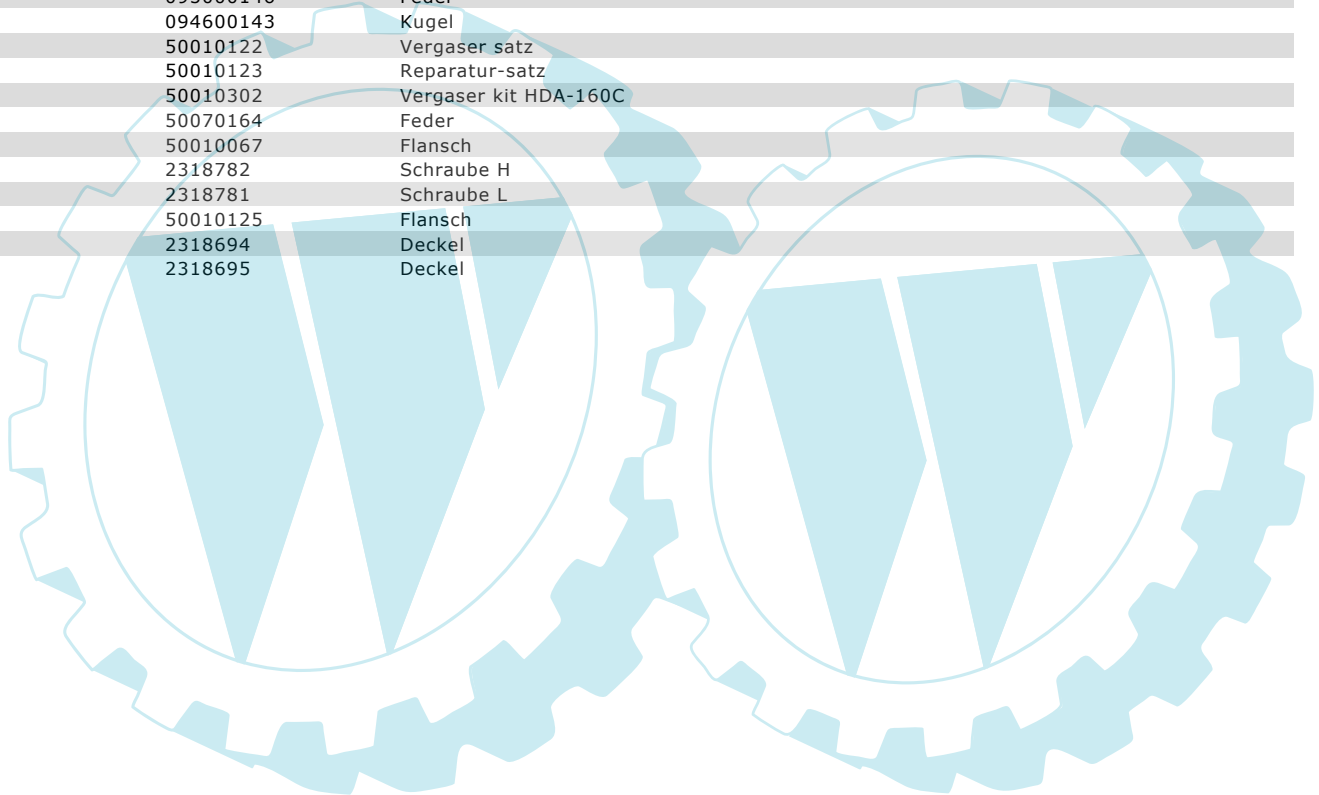 094600143 Kugel
50010122 Vergaser satz
50010123 Reparatur-satz
50010302 Vergaser kit HDA-160C
50070164 Feder
50010067 Flansch
2318782 Schraube H
2318781 Schraube L
50010125 Flansch
2318694 Deckel
2318695 Deckel